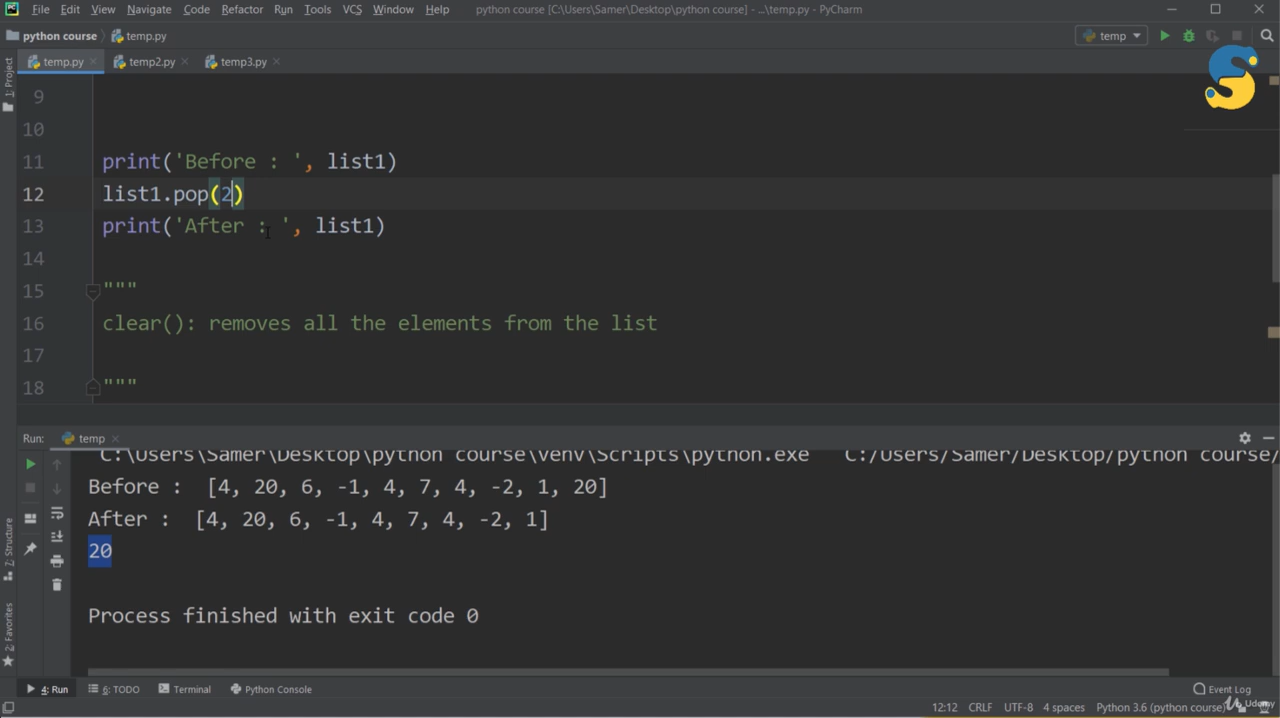 File Edit View Navigate Code Refactor Run Tools VCS Window Help python course [C:\Users\Samer\Desktop\python course] - ...\temp.py - PyCharm
python course temp.py temp
temp.py temp2.py temp3.py
1: Project
9
10
11 print('Before : ', list1)
12 list1.pop(2)
13 print('After : ', list1)
14
15 """
16 clear(): removes all the elements from the list
17
18 """
Run: temp
C:\Users\Samer\Desktop\python course\venv\Scripts\python.exe C:/Users/Samer/Desktop/python course/
Before : [4, 20, 6, -1, 4, 7, 4, -2, 1, 20]
After : [4, 20, 6, -1, 4, 7, 4, -2, 1]
20
Process finished with exit code 0
7: Structure
2: Favorites
4: Run 6: TODO Terminal Python Console Event Log
12:12 CRLF UTF-8 4 spaces Python 3.6 (python course)
Udemy